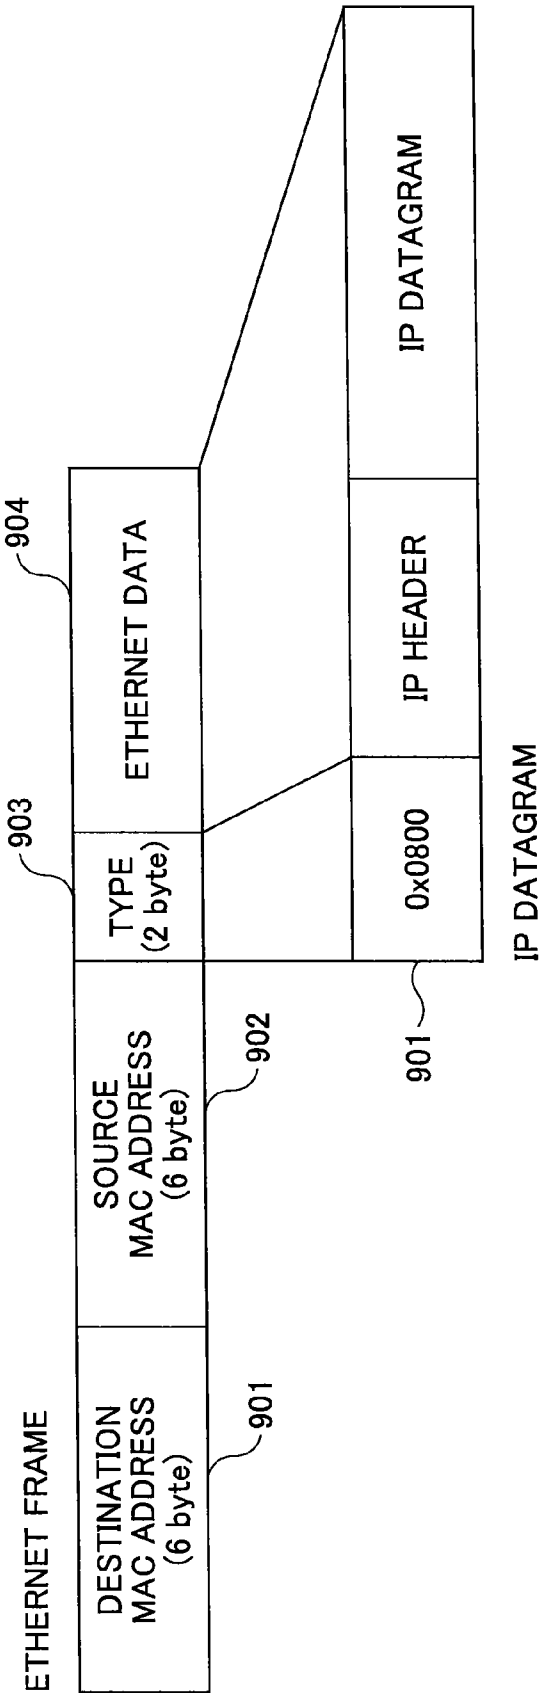 ETHERNET FRAME
DESTINATION
MAC ADDRESS
(6 byte)
901
SOURCE
MAC ADDRESS
(6 byte)
902
TYPE
(2 byte)
903
ETHERNET DATA
904
901
0x0800
IP HEADER
IP DATAGRAM
IP DATAGRAM